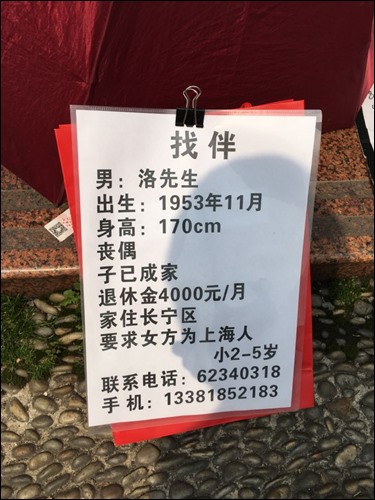 找伴
男：洛先生
出生：1953年11月
身高：170cm
丧偶
子已成家
退休金4000元/月
家住长宁区
要求女方为上海人
小2-5岁
联系电话：62340318
手机：13381852183